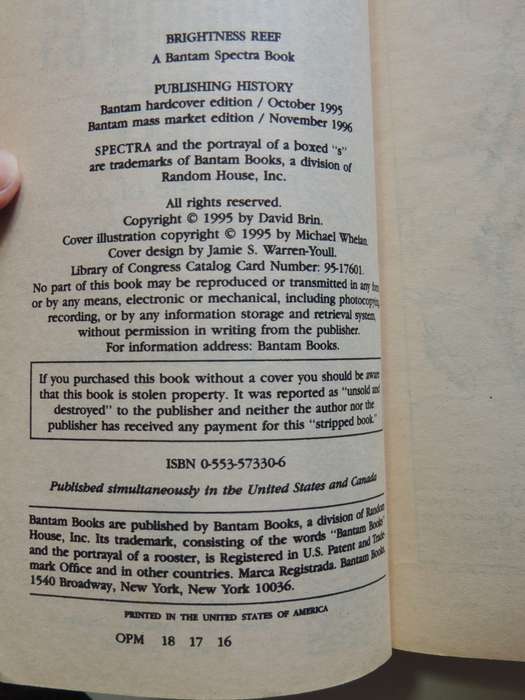 BRIGHTNESS REEF
A Bantam Spectra Book
PUBLISHING HISTORY
Bantam hardcover edition / October 1995
Bantam mass market edition / November 1996
SPECTRA and the portrayal of a boxed "s"
are trademarks of Bantam Books, a division of
Random House, Inc.
All rights reserved.
Copyright © 1995 by David Brin.
Cover illustration copyright © 1995 by Michael Whelan.
Cover design by Jamie S. Warren-Youll.
Library of Congress Catalog Card Number: 95-17601.
No part of this book may be reproduced or transmitted in any form
or by any means, electronic or mechanical, including photocopying,
recording, or by any information storage and retrieval system,
without permission in writing from the publisher.
For information address: Bantam Books.
If you purchased this book without a cover you should be aware
that this book is stolen property. It was reported as "unsold and
destroyed" to the publisher and neither the author nor the
publisher has received any payment for this "stripped book."
ISBN 0-553-57330-6
Published simultaneously in the United States and Canada
Bantam Books are published by Bantam Books, a division of Random
House, Inc. Its trademark, consisting of the words "Bantam Books"
and the portrayal of a rooster, is Registered in U.S. Patent and Trade-
mark Office and in other countries. Marca Registrada. Bantam Books,
1540 Broadway, New York, New York 10036.
PRINTED IN THE UNITED STATES OF AMERICA
OPM 18 17 16